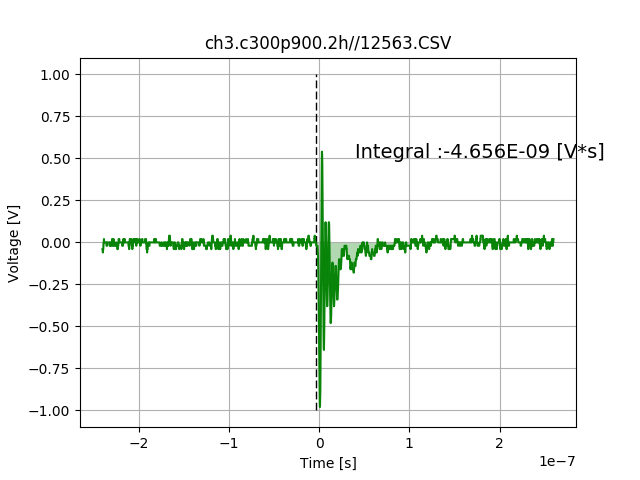 ch3.c300p900.2h//12563.CSV
1.00
0.75
0.50
0.25
0.00
−0.25
−0.50
−0.75
−1.00
Voltage [V]
Integral :-4.656E-09 [V*s]
−2 −1 0 1 2
1e−7
Time [s]